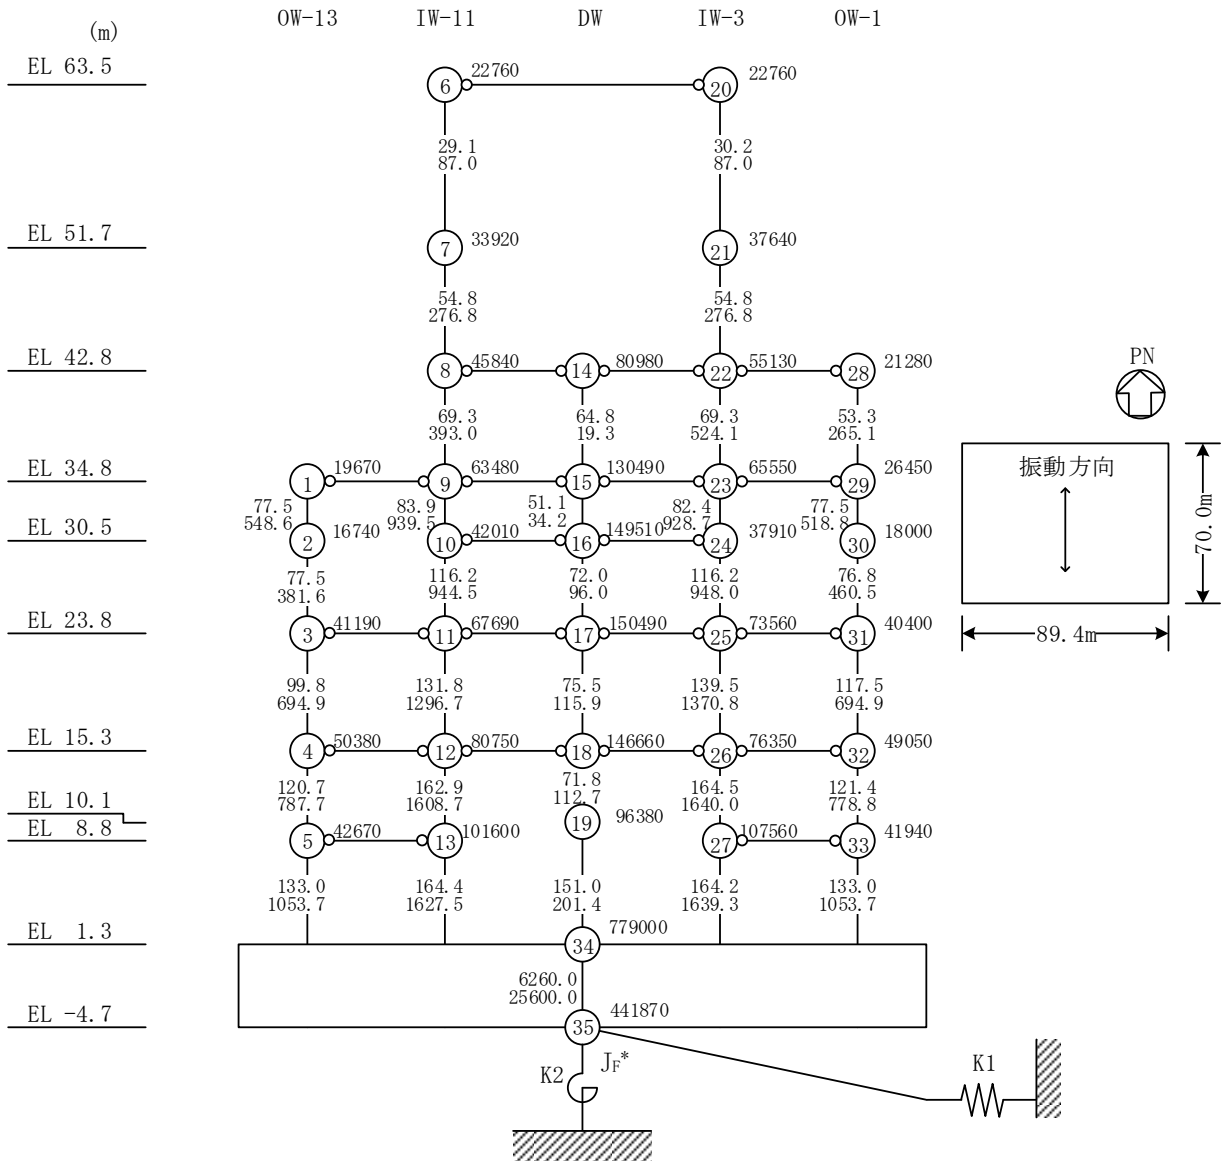 OW-13 IW-11 DW IW-3 OW-1
(m)
EL 63.5
6 22760 20 22760
29.1 30.2
87.0 87.0
EL 51.7
7 33920 21 37640
54.8 54.8
276.8 276.8
EL 42.8
8 45840 14 80980 22 55130 28 21280
PN
69.3 64.8 69.3 53.3
393.0 19.3 524.1 265.1
EL 34.8
1 19670 9 63480 15 130490 23 65550 29 26450
振動方向
77.5 83.9 51.1 82.4 77.5
548.6 939.5 34.2 928.7 518.8
EL 30.5
2 16740 10 42010 16 149510 24 37910 30 18000
70.0m
77.5 116.2 72.0 116.2 76.8
381.6 944.5 96.0 948.0 460.5
EL 23.8
3 41190 11 67690 17 150490 25 73560 31 40400
89.4m
99.8 131.8 75.5 139.5 117.5
694.9 1296.7 115.9 1370.8 694.9
EL 15.3
4 50380 12 80750 18 146660 26 76350 32 49050
120.7 162.9 71.8 164.5 121.4
787.7 1608.7 112.7 1640.0 778.8
EL 10.1
19 96380
EL 8.8
5 42670 13 101600 27 107560 33 41940
133.0 164.4 151.0 164.2 133.0
1053.7 1627.5 201.4 1639.3 1053.7
EL 1.3
34 779000
6260.0
25600.0
EL -4.7
35 441870
K2 JF* K1